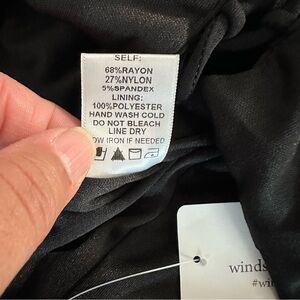 SELF:
68%RAYON
27%NYLON
5%SPANDEX
LINING:
100%POLYESTER
HAND WASH COLD
DO NOT BLEACH
LINE DRY
OW IRON IF NEEDED
winds
#wi